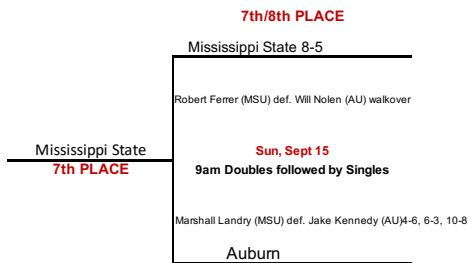 7th/8th PLACE
Mississippi State 8-5
Robert Ferrer (MSU) def. Will Nolen (AU) walkover
Mississippi State
Sun, Sept 15
7th PLACE
9am Doubles followed by Singles
Marshall Landry (MSU) def. Jake Kennedy (AU)4-6, 6-3, 10-8
Auburn